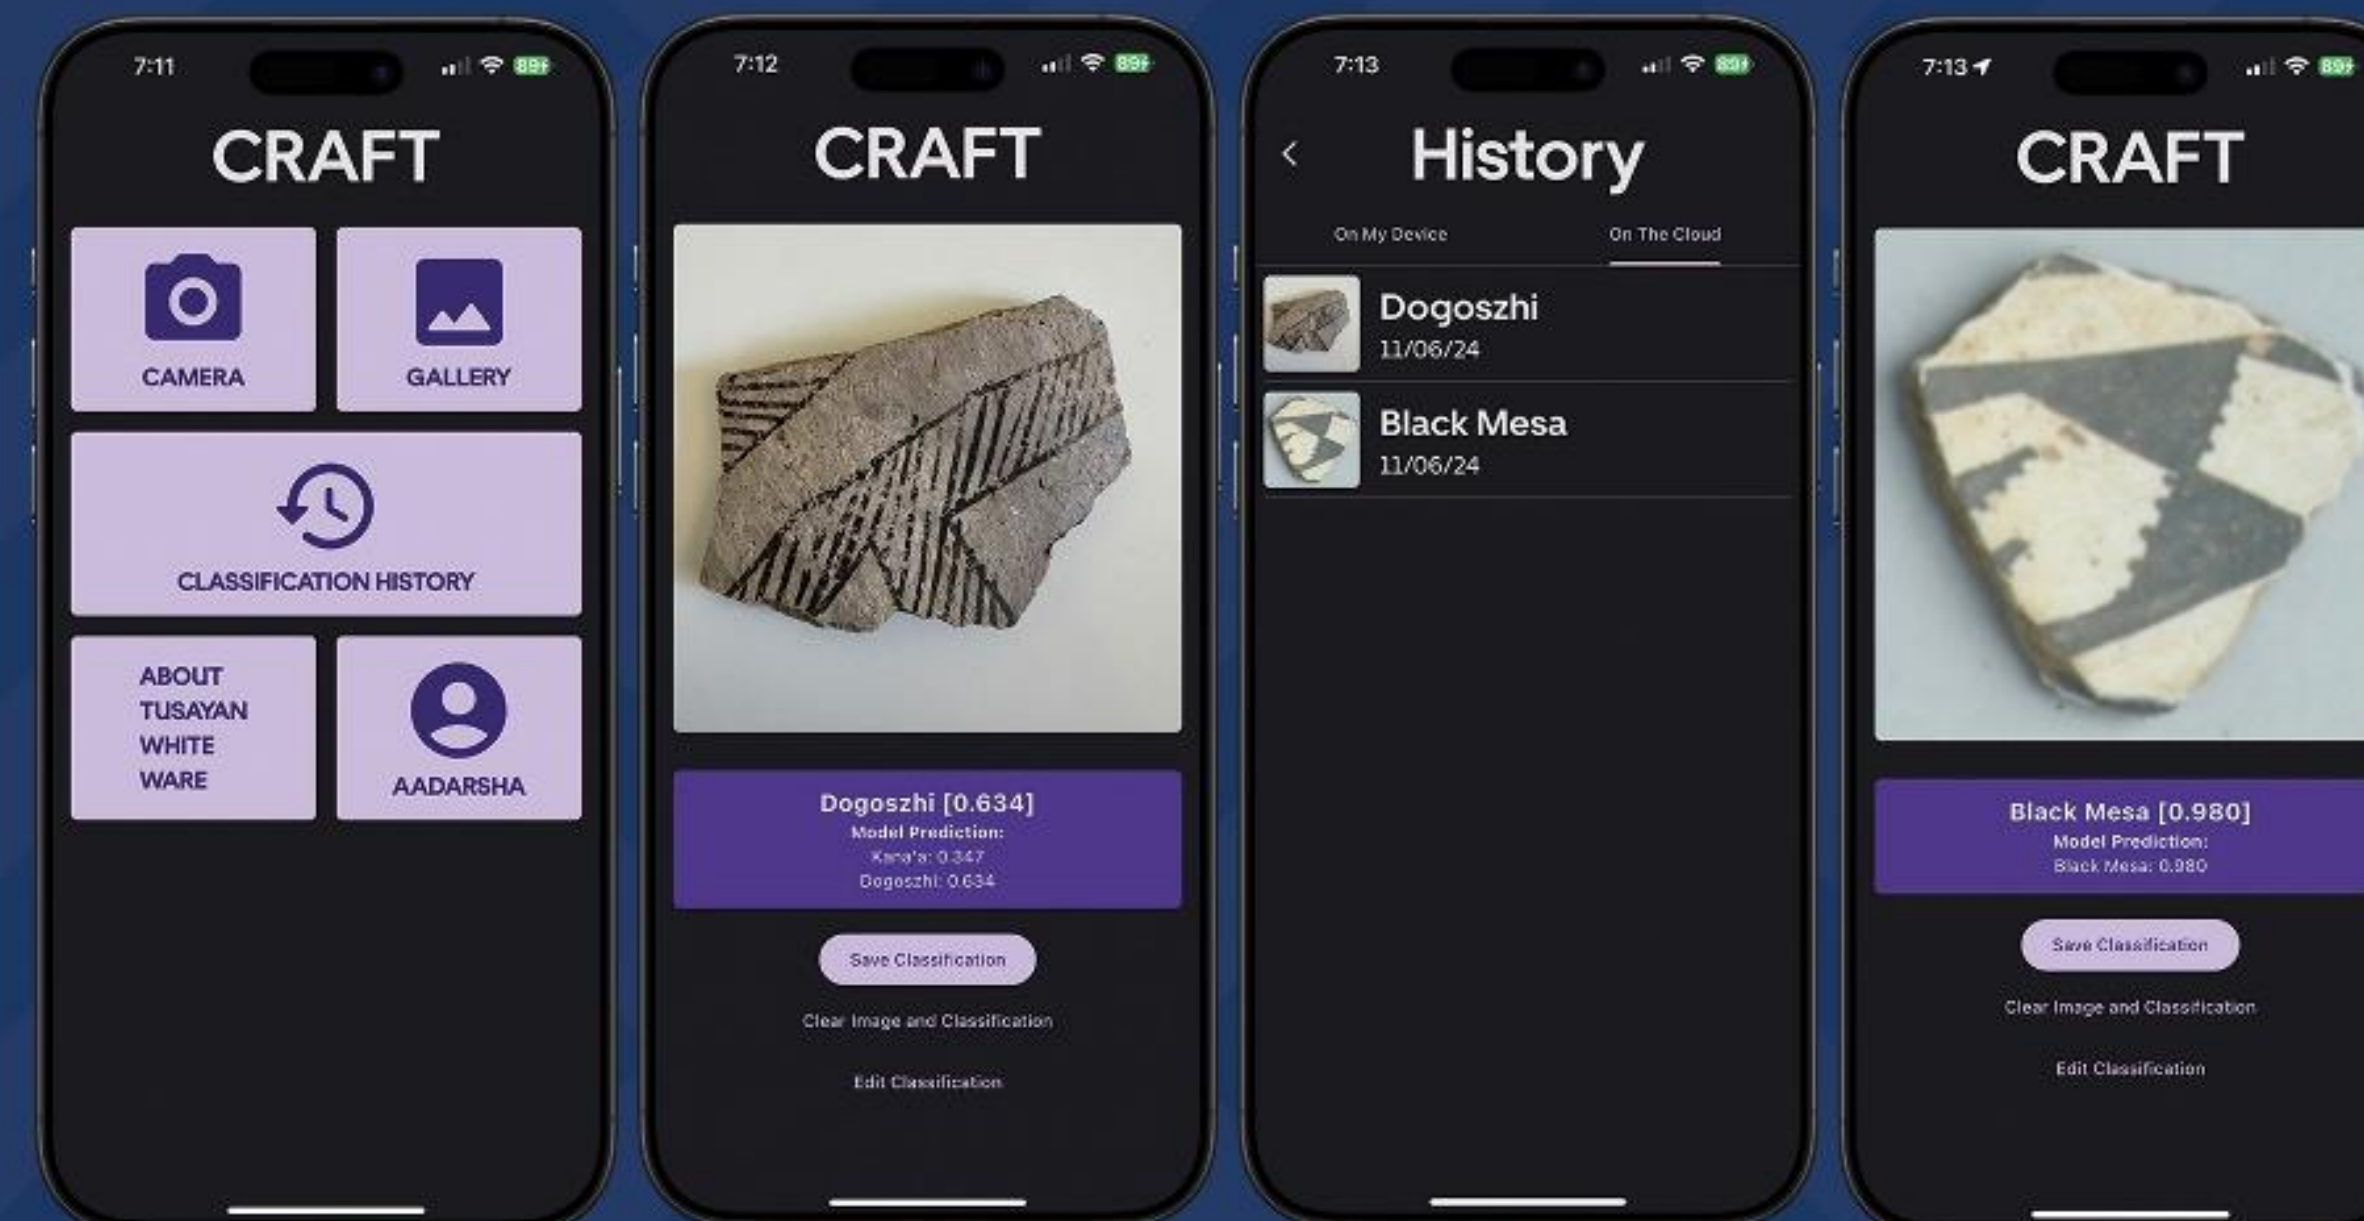 7:11
89
CRAFT
CAMERA
GALLERY
CLASSIFICATION HISTORY
ABOUT
TUSAYAN
WHITE
WARE
AADARSHA
7:12
89
CRAFT
Dogoszhi [0.634]
Model Prediction:
Kana'a: 0.347
Dogoszhi: 0.634
Save Classification
Clear Image and Classification
Edit Classification
7:13
89
History
On My Device
On The Cloud
Dogoszhi
11/06/24
Black Mesa
11/06/24
7:13
89
CRAFT
Black Mesa [0.980]
Model Prediction:
Black Mesa: 0.980
Save Classification
Clear Image and Classification
Edit Classification